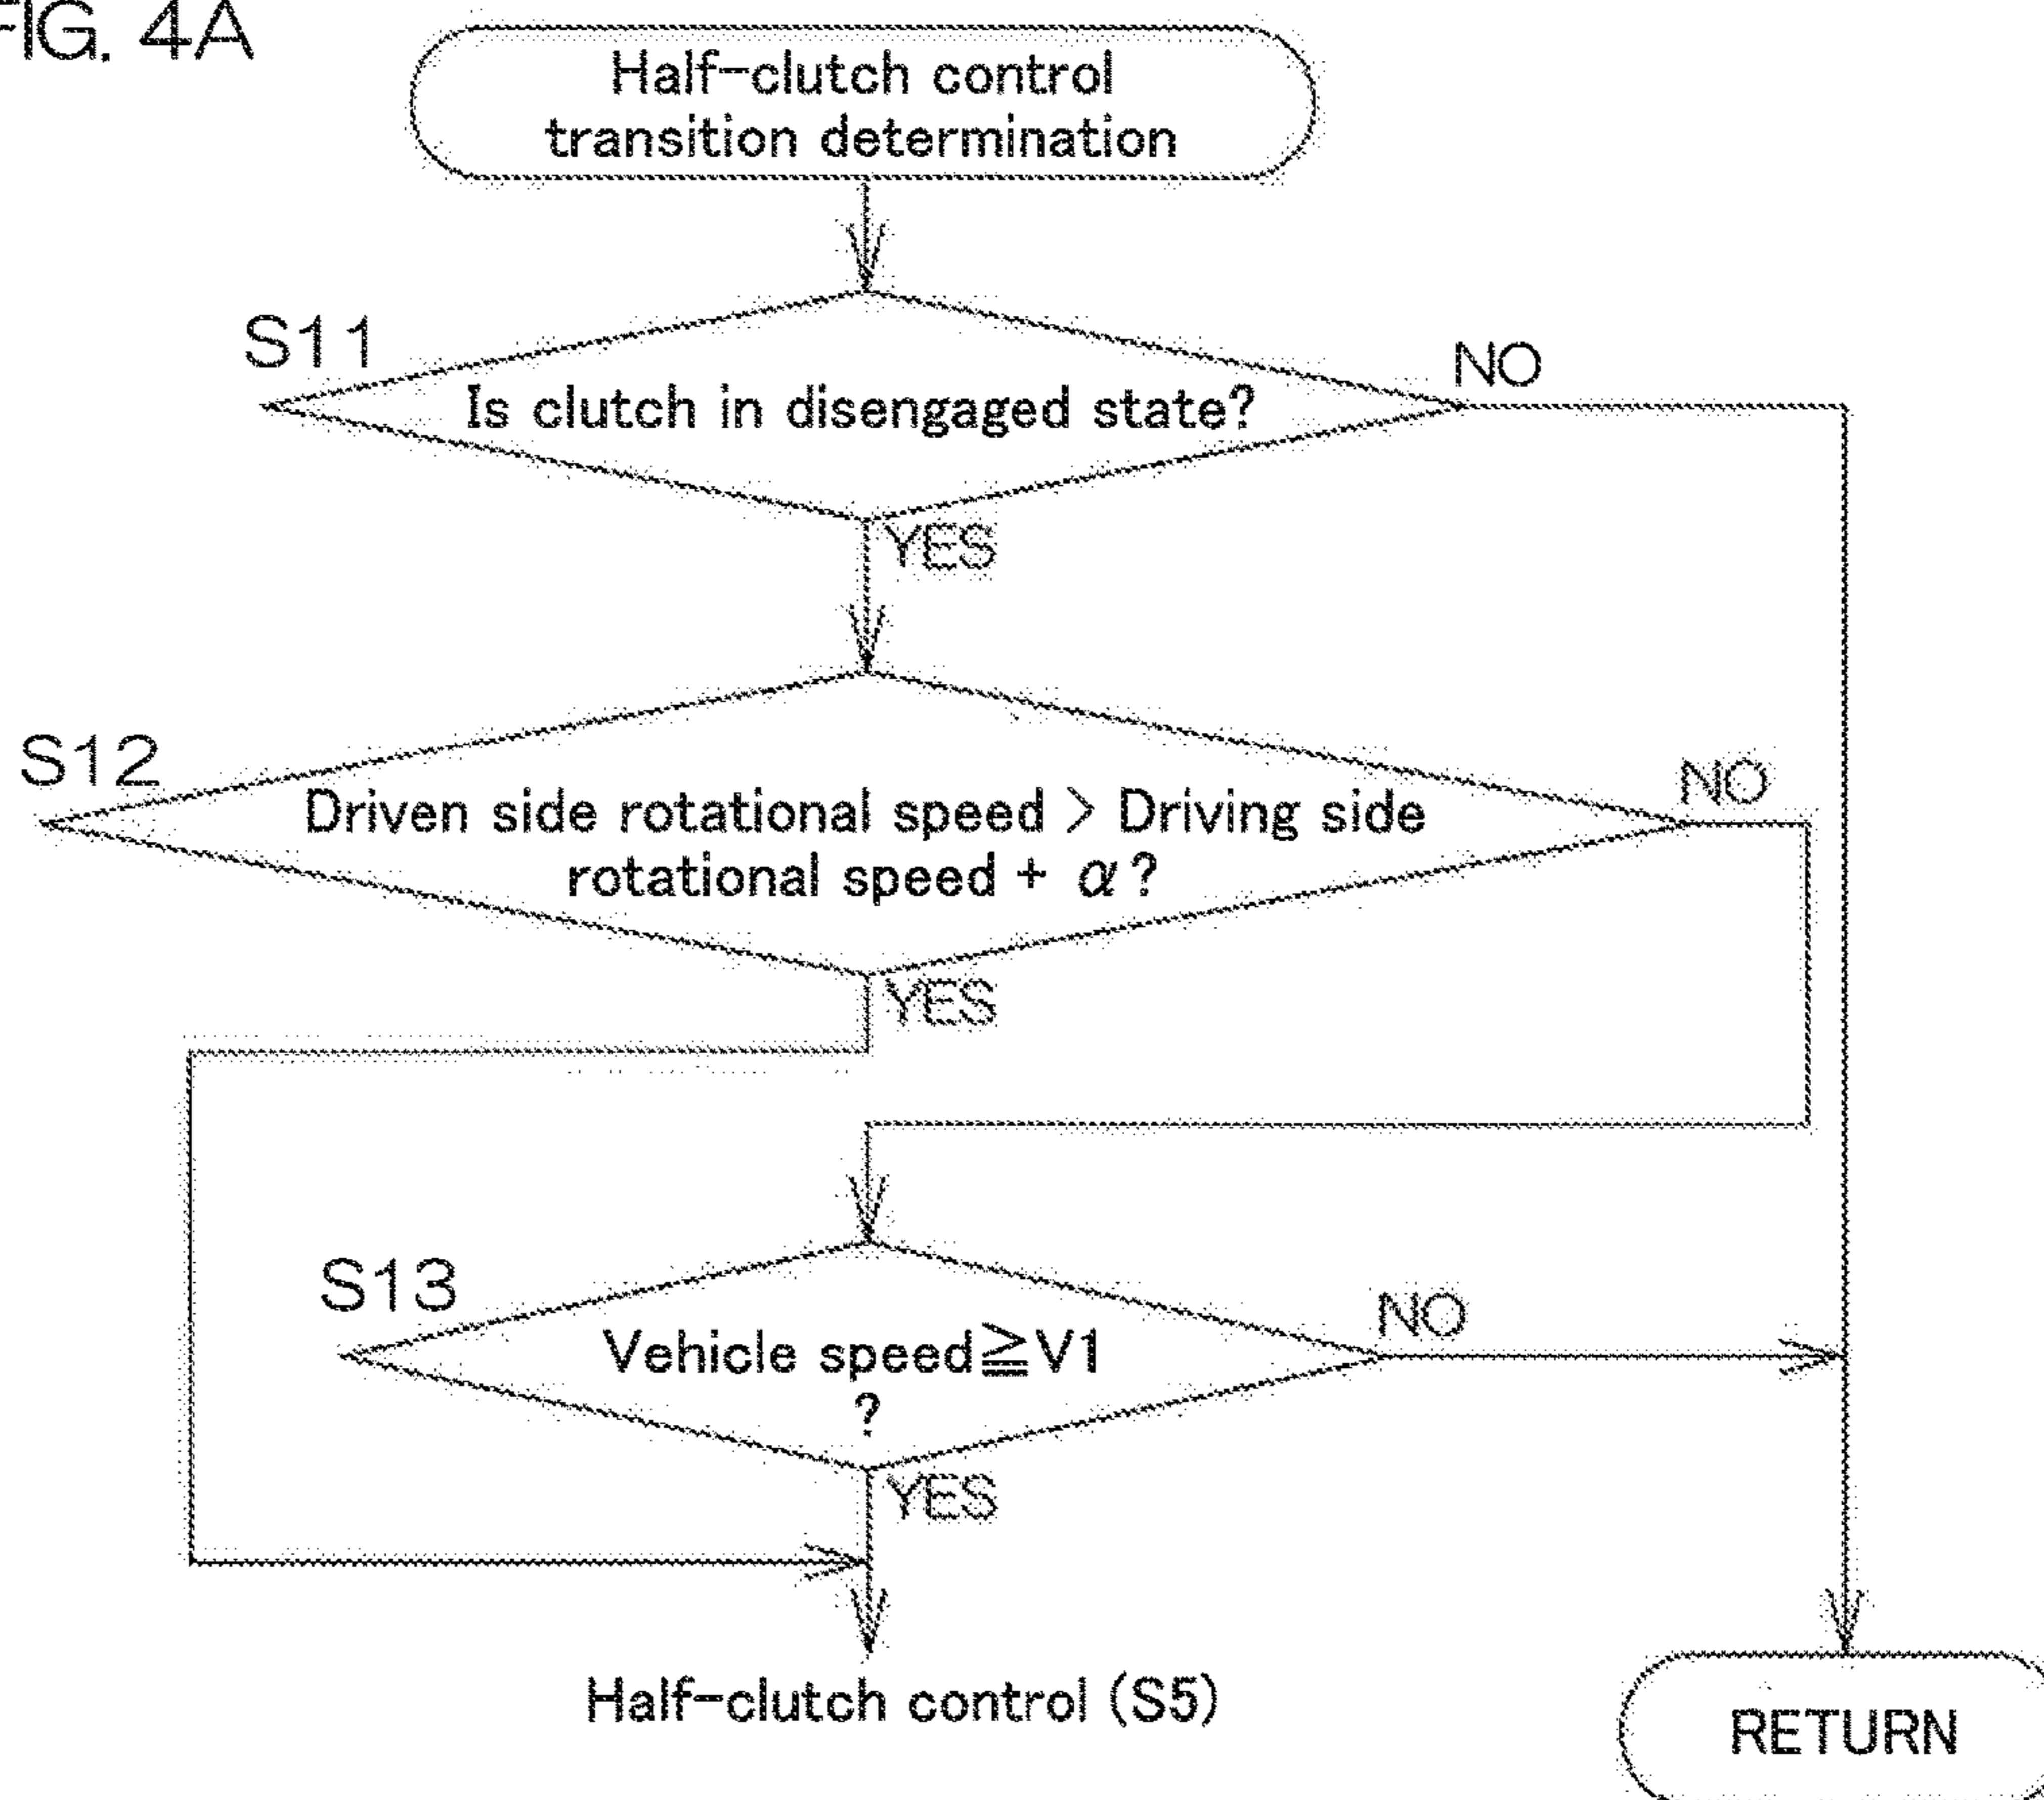 FIG. 4A
Half-clutch control
transition determination
S11
Is clutch in disengaged state?
NO
YES
S12
Driven side rotational speed > Driving side
rotational speed + α?
NO
YES
S13
Vehicle speed≧V1
?
NO
YES
Half-clutch control (S5)
RETURN